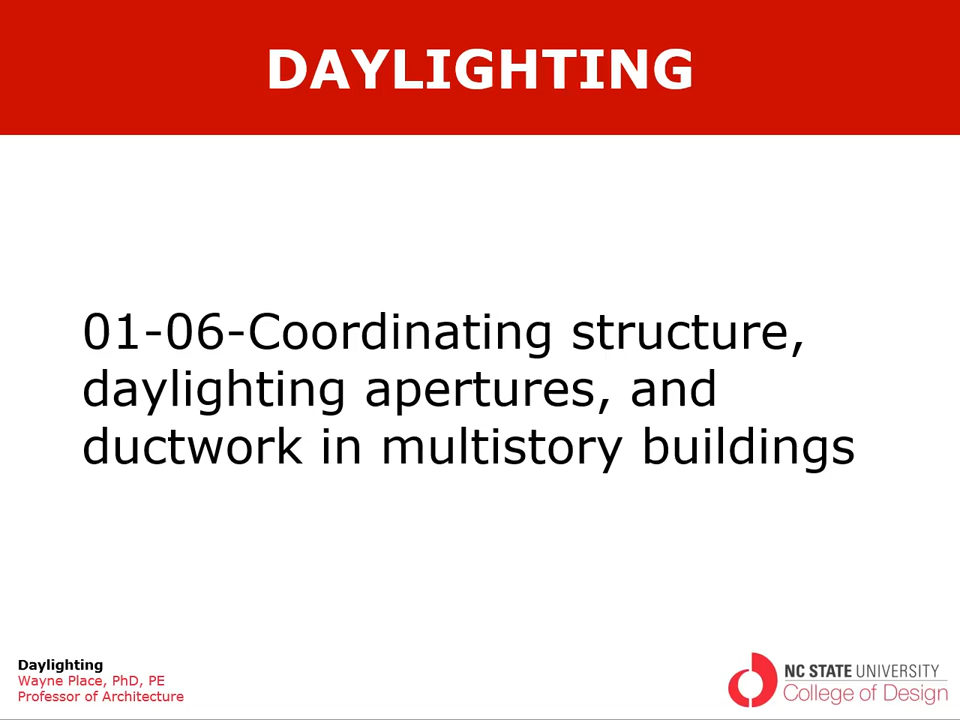 DAYLIGHTING
01-06-Coordinating structure,
daylighting apertures, and
ductwork in multistory buildings
Daylighting
Wayne Place, PhD, PE
Professor of Architecture
NC STATE UNIVERSITY
College of Design